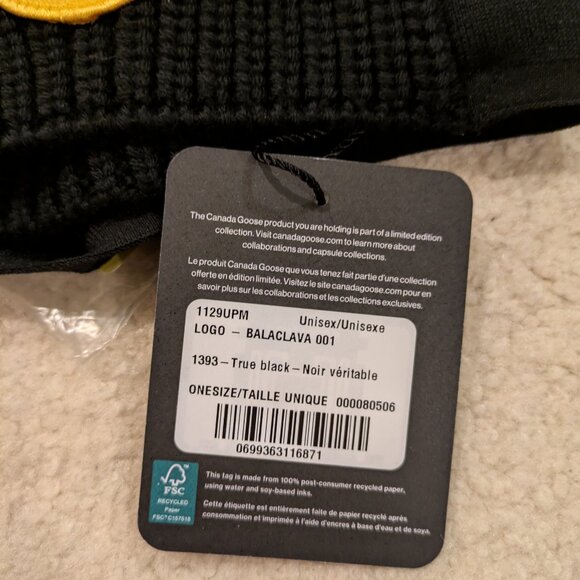 The Canada Goose product you are holding is part of a limited edition
collection. Visit canadagoose.com to learn more about
collaborations and capsule collections.
Le produit Canada Goose que vous tenez fait partie d'une collection
offerte en édition limitée. Visitez le site canadagoose.com pour en
savoir plus sur les collaborations et les collections exclusives.
1129UPM Unisex/Unisexe
LOGO – BALACLAVA 001
1393–True black–Noir véritable
ONESIZE/TAILLE UNIQUE 000080506
0699363116871
FSC
RECYCLED
Paper
FSC® C157515
This tag is made from 100% post-consumer recycled paper,
using water and soy-based inks.
Cette étiquette est entièrement faite de papier recyclé après
consommation et imprimée à l'aide d'encres à base d'eau et de soya.